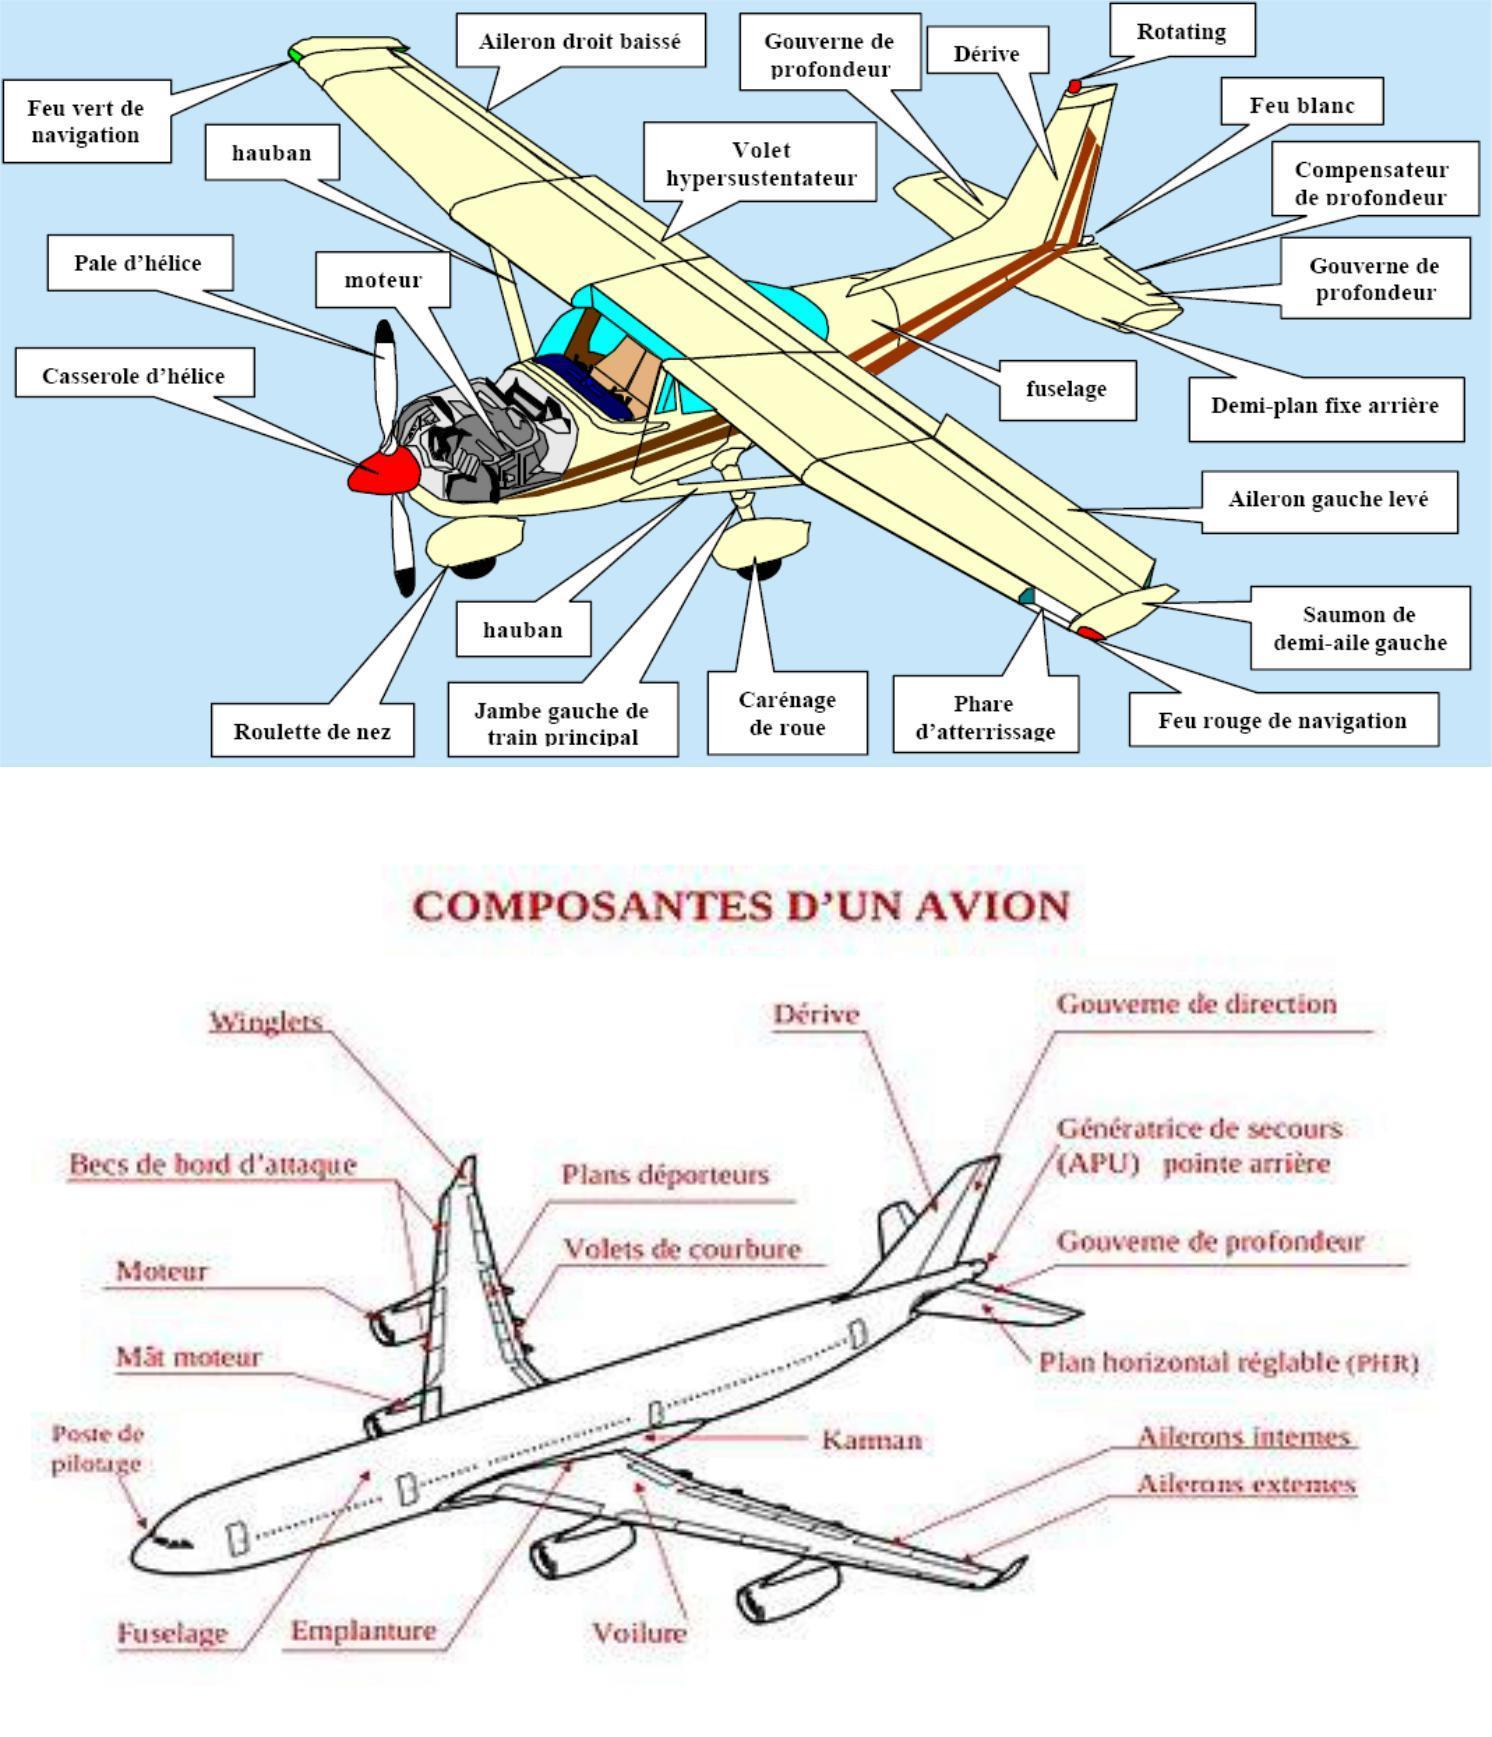 Aileron droit baissé
Gouverne de
profondeur
Dérive
Rotating
Feu vert de
navigation
Feu blanc
hauban
Volet
hypersustentateur
Compensateur
de profondeur
Pale d'hélice
moteur
Gouverne de
profondeur
Casserole d'hélice
fuselage
Demi-plan fixe arrière
Aileron gauche levé
hauban
Saumon de
demi-aile gauche
Roulette de nez
Jambe gauche de
train principal
Carénage
de roue
Phare
d'atterrissage
Feu rouge de navigation
COMPOSANTES D'UN AVION
Winglets
Dérive
Gouverne de direction
Becs de bord d'attaque
Plans déporteurs
Génératrice de secours
(APU) pointe arrière
Volets de courbure
Gouverne de profondeur
Moteur
Mât moteur
Plan horizontal réglable (PHR)
Poste de
pilotage
Karman
Ailerons internes
Ailerons externes
Fuselage
Emplanture
Voilure